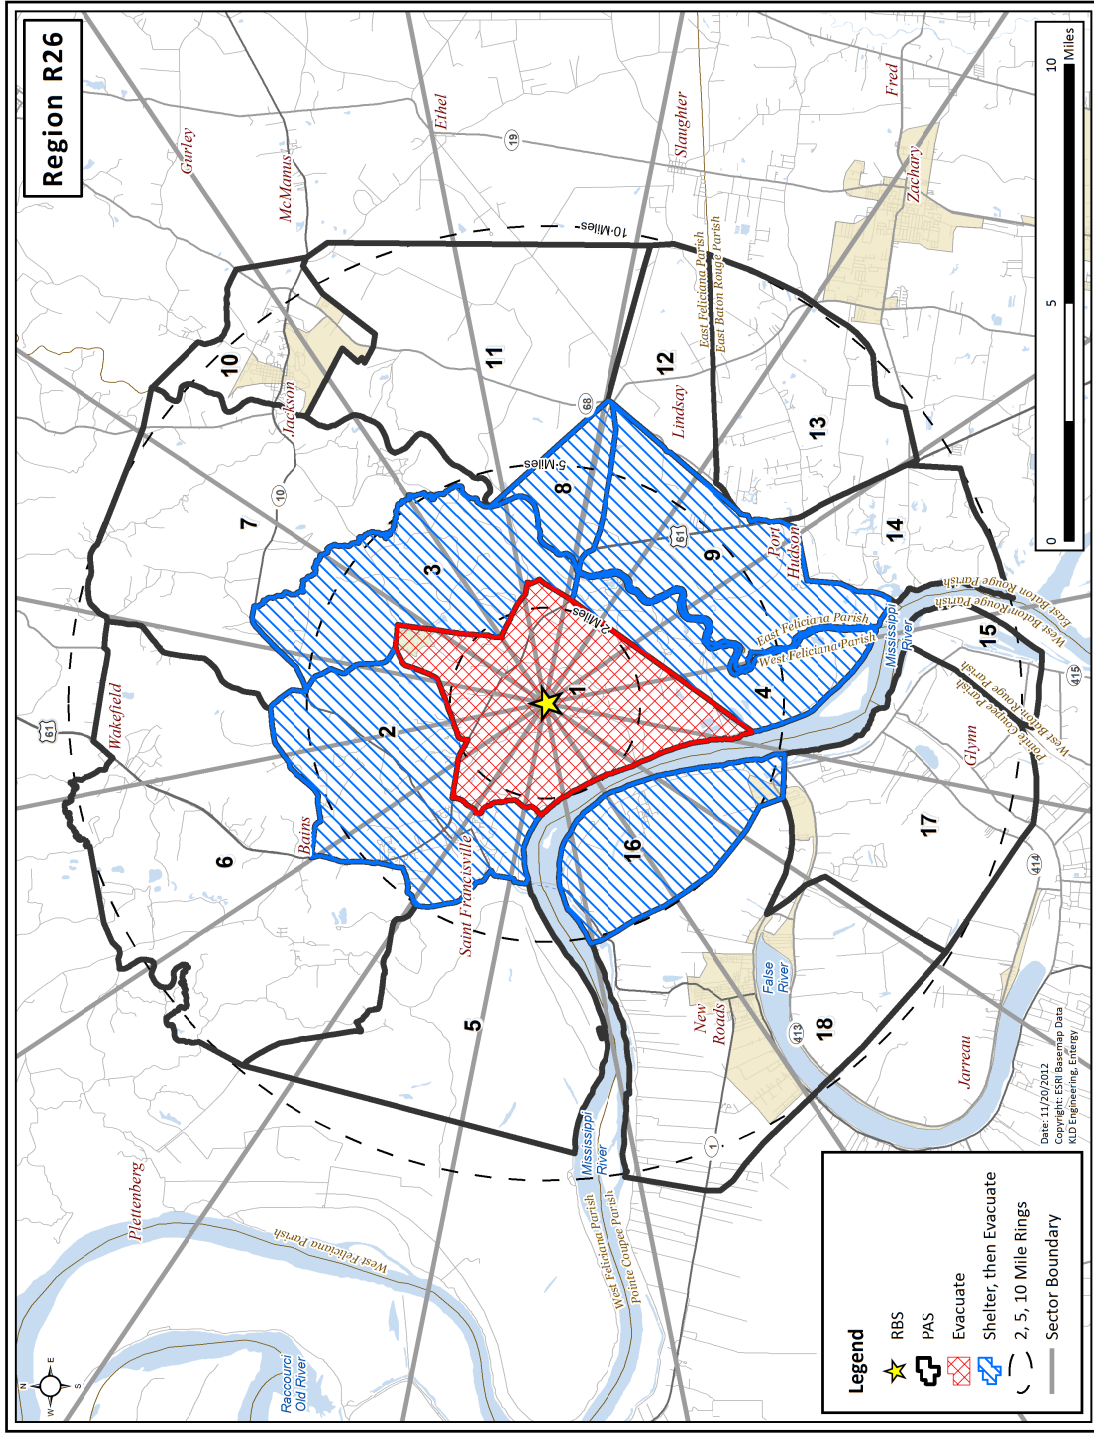 Region R26
Gurley
McManus
Ethel
19
Slaughter
Fred
Zachary
10 Miles
East Feliciana Parish
East Baton Rouge Parish
10
Jackson
11
12
Lindsay
13
68
5 Miles
8
10
7
3
61
9
Port
Hudson
14
2 Miles
East Feliciana Parish
West Feliciana Parish
4
Mississippi
River
East Baton Rouge Parish
West Baton Rouge Parish
15
415
West Baton Rouge Parish
Pointe Coupee Parish
Glynn
1
2
61
Wakefield
Bains
6
Saint Francisville
16
17
414
5
New
Roads
False
River
413
18
Jarreau
1
Mississippi
River
West Feliciana Parish
Pointe Coupee Parish
Plettenberg
West Feliciana Parish
Raccourci
Old River
N
E
S
W
0
5
10
Miles
Date: 11/20/2012
Copyright: ESRI Basemap Data
KLD Engineering, Entergy
Legend
RBS
PAS
Evacuate
Shelter, then Evacuate
2, 5, 10 Mile Rings
Sector Boundary